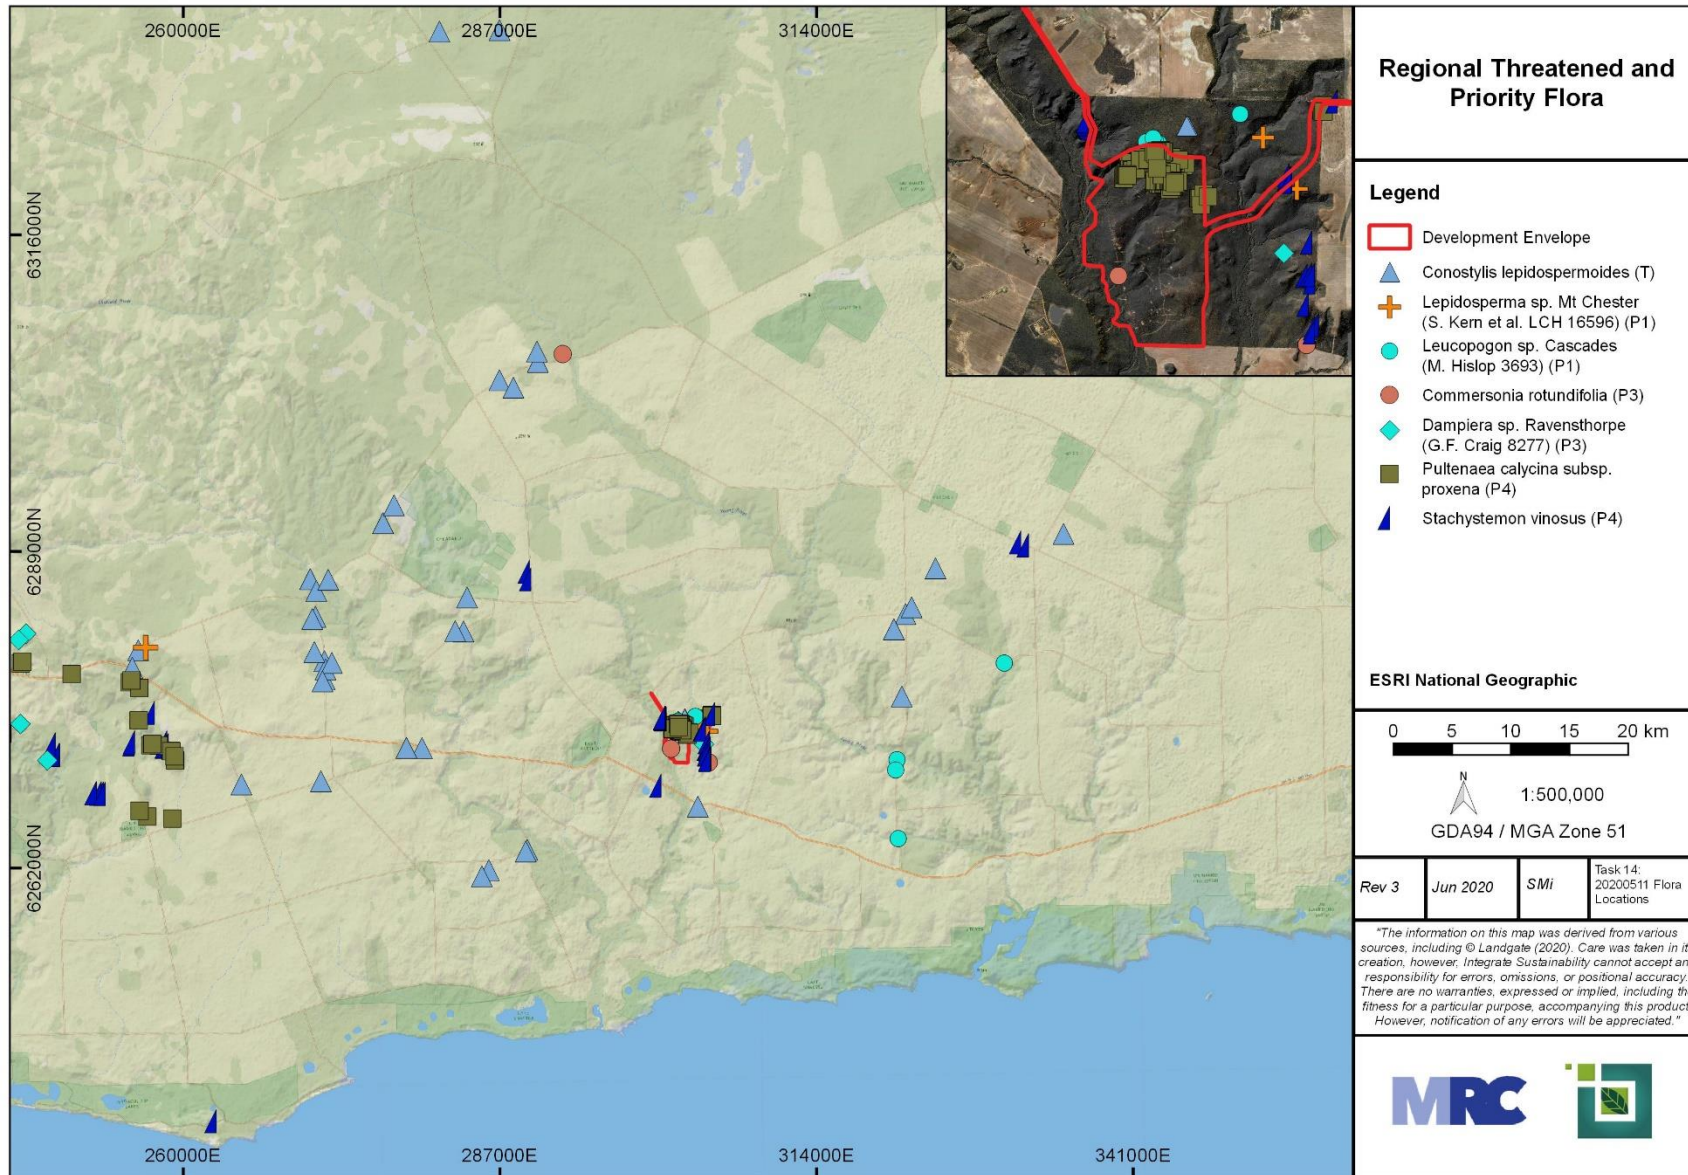 260000E
287000E
314000E
6316000N
6289000N
6262000N
260000E
287000E
314000E
341000E
Regional Threatened and
Priority Flora
Legend
Development Envelope
Conostylis lepidospermoides (T)
Lepidosperma sp. Mt Chester
(S. Kern et al. LCH 16596) (P1)
Leucopogon sp. Cascades
(M. Hislop 3693) (P1)
Commersonia rotundifolia (P3)
Dampiera sp. Ravensthorpe
(G.F. Craig 8277) (P3)
Pultenaea calycina subsp.
proxena (P4)
Stachystemon vinosus (P4)
ESRI National Geographic
0 5 10 15 20 km
N
1:500,000
GDA94 / MGA Zone 51
Rev 3
Jun 2020
SMi
Task 14:
20200511 Flora
Locations
"The information on this map was derived from various
sources, including © Landgate (2020). Care was taken in it
creation, however, Integrate Sustainability cannot accept an
responsibility for errors, omissions, or positional accuracy.
There are no warranties, expressed or implied, including the
fitness for a particular purpose, accompanying this product
However, notification of any errors will be appreciated."
MRC